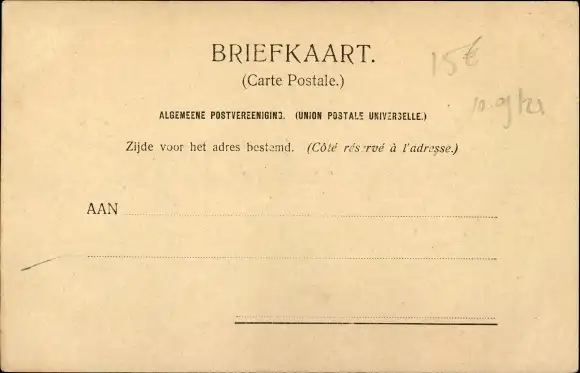 BRIEFKAART.
15€
(Carte Postale.)
ALGEMEENE POSTVEREENIGING. (UNION POSTALE UNIVERSELLE.)
Zijde voor het adres bestemd. (Côté réservé à l'adresse.)
AAN